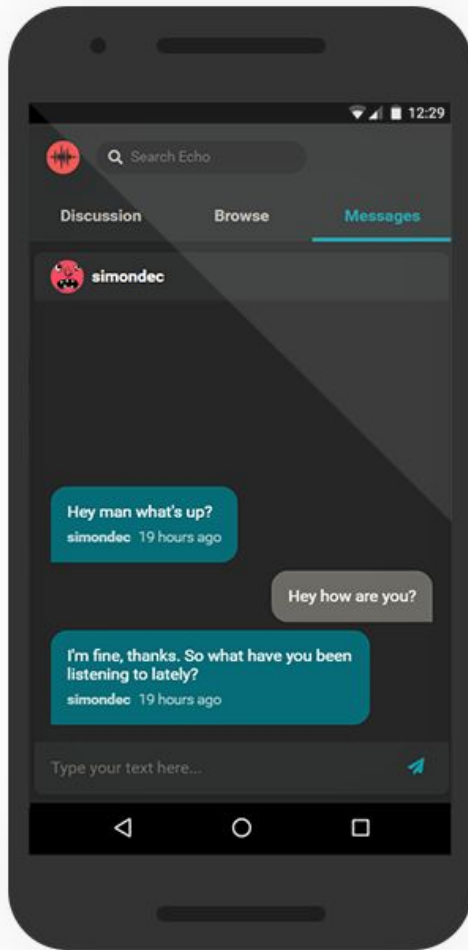 12:29
Search Echo
Discussion Browse Messages
simondec
Hey man what's up?
simondec 19 hours ago
Hey how are you?
I'm fine, thanks. So what have you been
listening to lately?
simondec 19 hours ago
Type your text here...